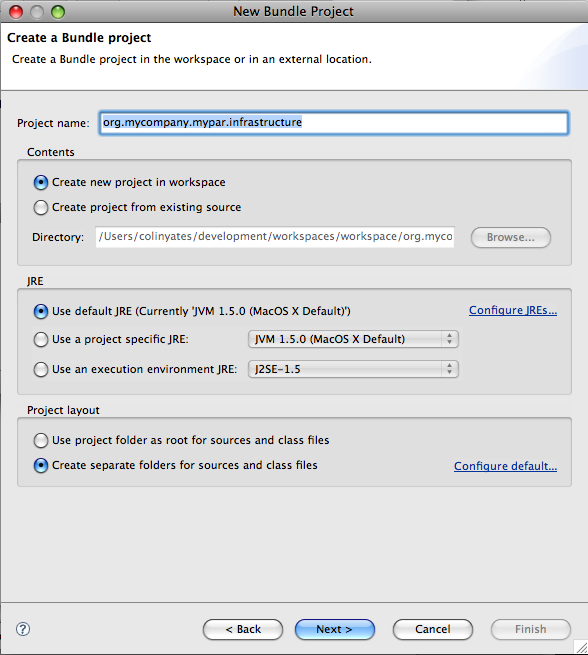 New Bundle Project
Create a Bundle project
Create a Bundle project in the workspace or in an external location.
Project name: org.mycompany.mypar.infrastructure
Contents
Create new project in workspace
Create project from existing source
Directory: /Users/colinyates/development/workspaces/workspace/org.myco Browse...
JRE
Use default JRE (Currently 'JVM 1.5.0 (MacOS X Default)') Configure JREs...
Use a project specific JRE: JVM 1.5.0 (MacOS X Default)
Use an execution environment JRE: J2SE-1.5
Project layout
Use project folder as root for sources and class files
Create separate folders for sources and class files Configure default...
? < Back Next > Cancel Finish